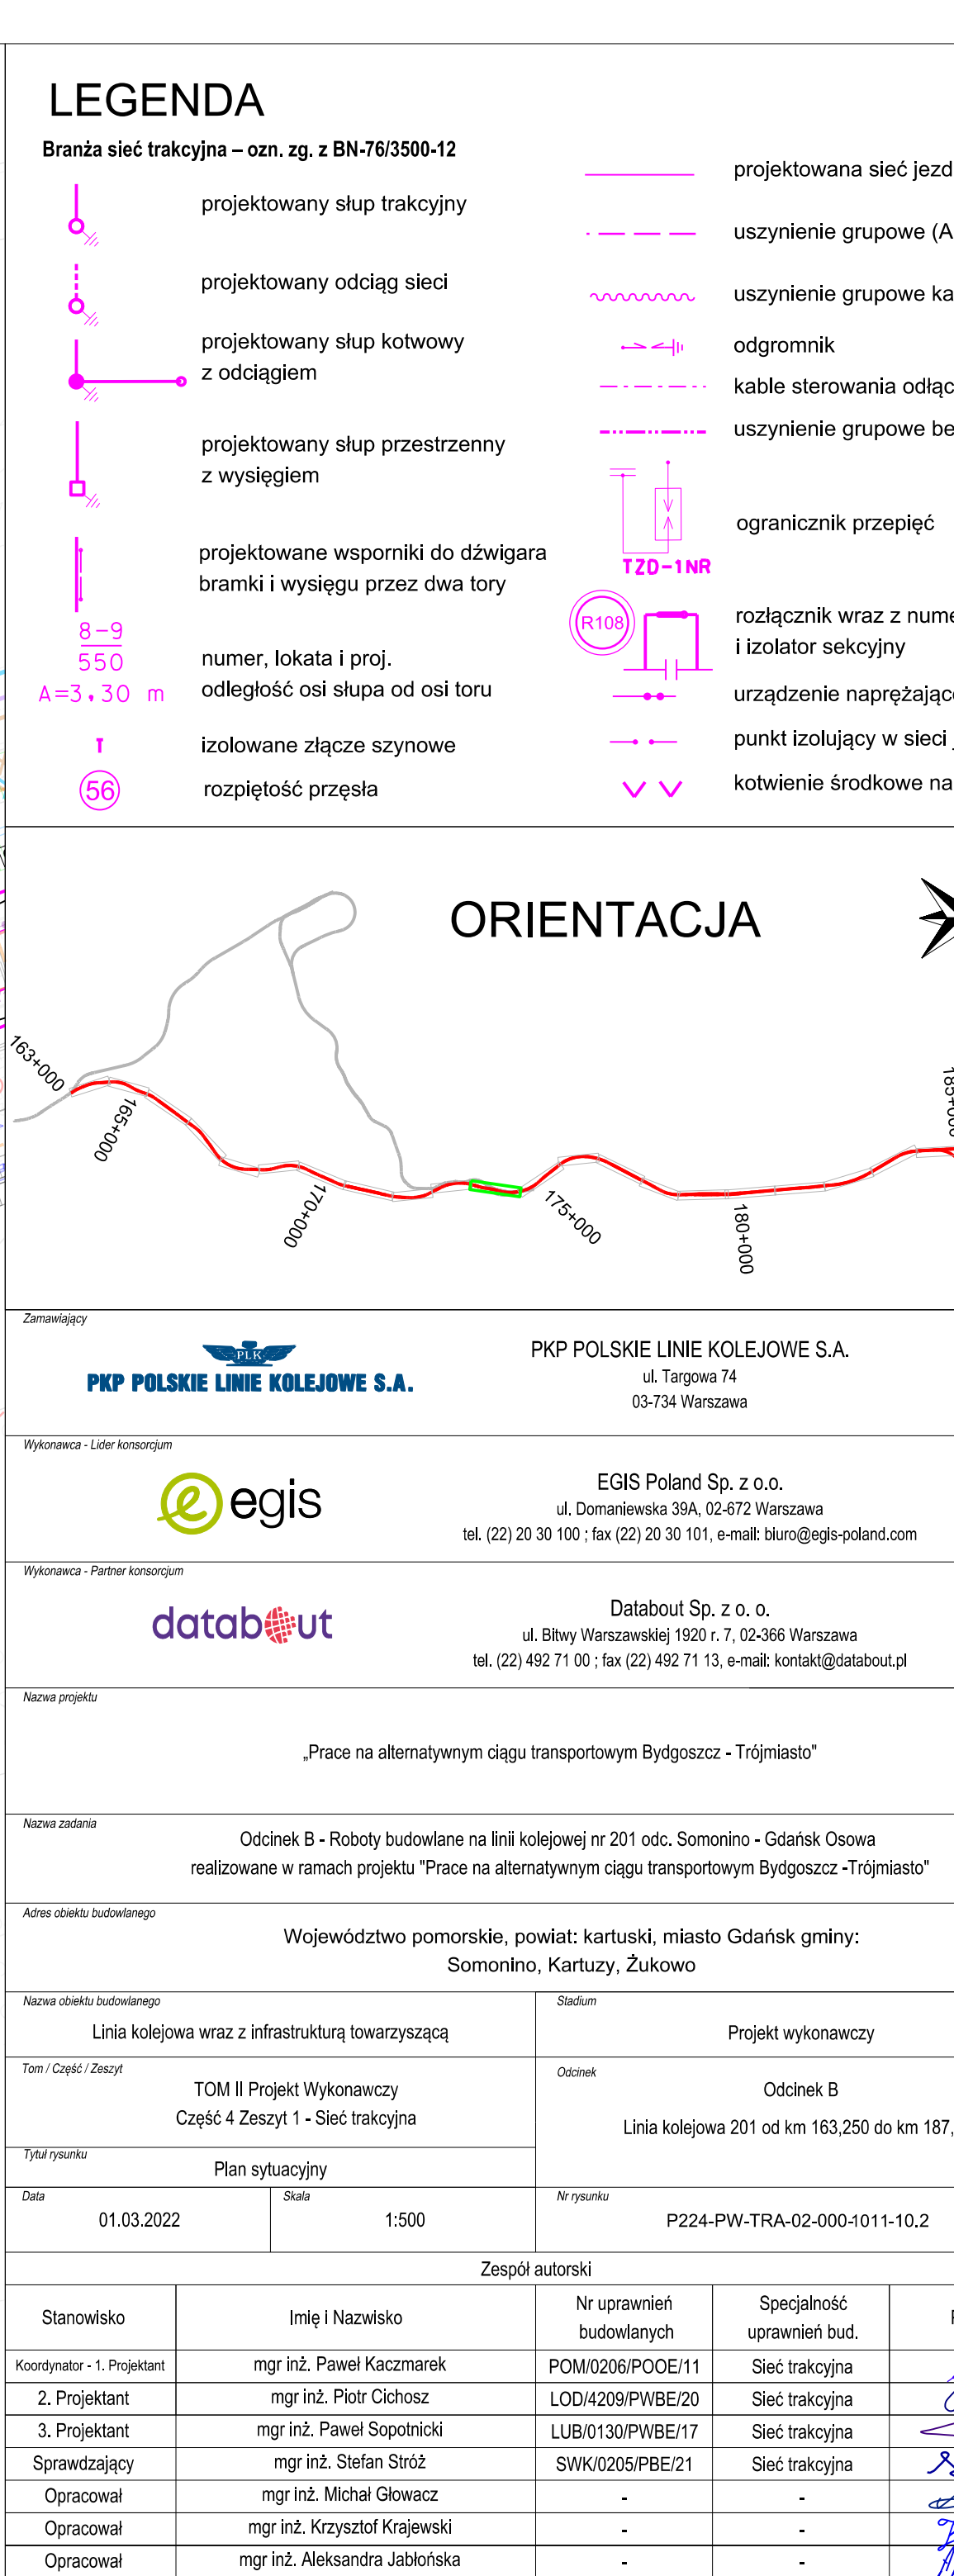 LEGENDA
Branża sieć trakcyjna – ozn. zg. z BN-76/3500-12
projektowany słup trakcyjny
projektowany odciąg sieci
projektowany słup kotwowy
z odciągiem
projektowany słup przestrzenny
z wysięgiem
projektowane wsporniki do dźwigara
bramki i wysięgu przez dwa tory
8-9
550
A=3,30 m
numer, lokata i proj.
odległość osi słupa od osi toru
izolowane złącze szynowe
56
rozpiętość przęsła
projektowana sieć jezd
uszynienie grupowe (A
uszynienie grupowe ka
odgromnik
kable sterowania odłąc
uszynienie grupowe be
ogranicznik przepięć
TZD-1NR
R108
rozłącznik wraz z nume
i izolator sekcyjny
urządzenie naprężając
punkt izolujący w sieci
kotwienie środkowe na
ORIENTACJA
163+000
165+000
170+000
175+000
180+000
185+000
Zamawiający
PLK
PKP POLSKIE LINIE KOLEJOWE S.A.
PKP POLSKIE LINIE KOLEJOWE S.A.
ul. Targowa 74
03-734 Warszawa
Wykonawca - Lider konsorcjum
egis
EGIS Poland Sp. z o.o.
ul. Domaniewska 39A, 02-672 Warszawa
tel. (22) 20 30 100 ; fax (22) 20 30 101, e-mail: biuro@egis-poland.com
Wykonawca - Partner konsorcjum
databout
Databout Sp. z o. o.
ul. Bitwy Warszawskiej 1920 r. 7, 02-366 Warszawa
tel. (22) 492 71 00 ; fax (22) 492 71 13, e-mail: kontakt@databout.pl
Nazwa projektu
„Prace na alternatywnym ciągu transportowym Bydgoszcz - Trójmiasto"
Nazwa zadania
Odcinek B - Roboty budowlane na linii kolejowej nr 201 odc. Somonino - Gdańsk Osowa
realizowane w ramach projektu "Prace na alternatywnym ciągu transportowym Bydgoszcz -Trójmiasto"
Adres obiektu budowlanego
Województwo pomorskie, powiat: kartuski, miasto Gdańsk gminy:
Somonino, Kartuzy, Żukowo
Nazwa obiektu budowlanego
Linia kolejowa wraz z infrastrukturą towarzyszącą
Stadium
Projekt wykonawczy
Tom / Część / Zeszyt
TOM II Projekt Wykonawczy
Część 4 Zeszyt 1 - Sieć trakcyjna
Odcinek
Odcinek B
Linia kolejowa 201 od km 163,250 do km 187,
Tytuł rysunku
Plan sytuacyjny
Data
01.03.2022
Skala
1:500
Nr rysunku
P224-PW-TRA-02-000-1011-10.2
Zespół autorski
Stanowisko Imię i Nazwisko Nr uprawnień budowlanych Specjalność uprawnień bud.
Koordynator - 1. Projektant mgr inż. Paweł Kaczmarek POM/0206/POOE/11 Sieć trakcyjna
2. Projektant mgr inż. Piotr Cichosz LOD/4209/PWBE/20 Sieć trakcyjna
3. Projektant mgr inż. Paweł Sopotnicki LUB/0130/PWBE/17 Sieć trakcyjna
Sprawdzający mgr inż. Stefan Stróż SWK/0205/PBE/21 Sieć trakcyjna
Opracował mgr inż. Michał Głowacz - -
Opracował mgr inż. Krzysztof Krajewski - -
Opracował mgr inż. Aleksandra Jabłońska - -